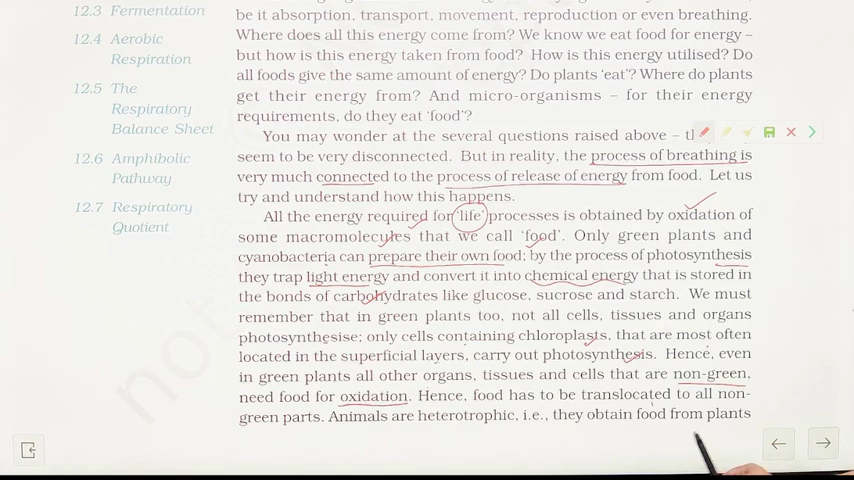 12.3 Fermentation
12.4 Aerobic
Respiration
12.5 The
Respiratory
Balance Sheet
12.6 Amphibolic
Pathway
12.7 Respiratory
Quotient
be it absorption, transport, movement, reproduction or even breathing.
Where does all this energy come from? We know we eat food for energy –
but how is this energy taken from food? How is this energy utilised? Do
all foods give the same amount of energy? Do plants ‘eat’? Where do plants
get their energy from? And micro-organisms – for their energy
requirements, do they eat ‘food’?
You may wonder at the several questions raised above –
seem to be very disconnected. But in reality, the process of breathing is
very much connected to the process of release of energy from food. Let us
try and understand how this happens.
All the energy required for ‘life’ processes is obtained by oxidation of
some macromolecules that we call ‘food’. Only green plants and
cyanobacteria can prepare their own food; by the process of photosynthesis
they trap light energy and convert it into chemical energy that is stored in
the bonds of carbohydrates like glucose, sucrose and starch. We must
remember that in green plants too, not all cells, tissues and organs
photosynthesise; only cells containing chloroplasts, that are most often
located in the superficial layers, carry out photosynthesis. Hence, even
in green plants all other organs, tissues and cells that are non-green,
need food for oxidation. Hence, food has to be translocated to all non-
green parts. Animals are heterotrophic, i.e., they obtain food from plants
not